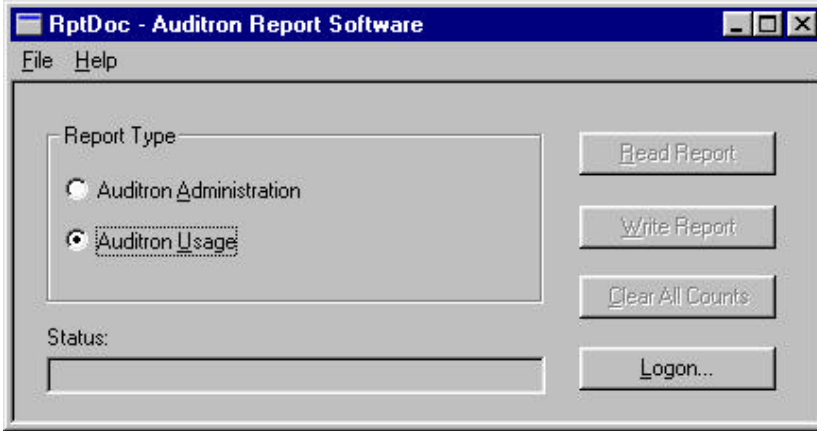 RptDoc - Auditron Report Software
File Help
Report Type
Auditron Administration
Auditron Usage
Status:
Read Report
Write Report
Clear All Counts
Logon...